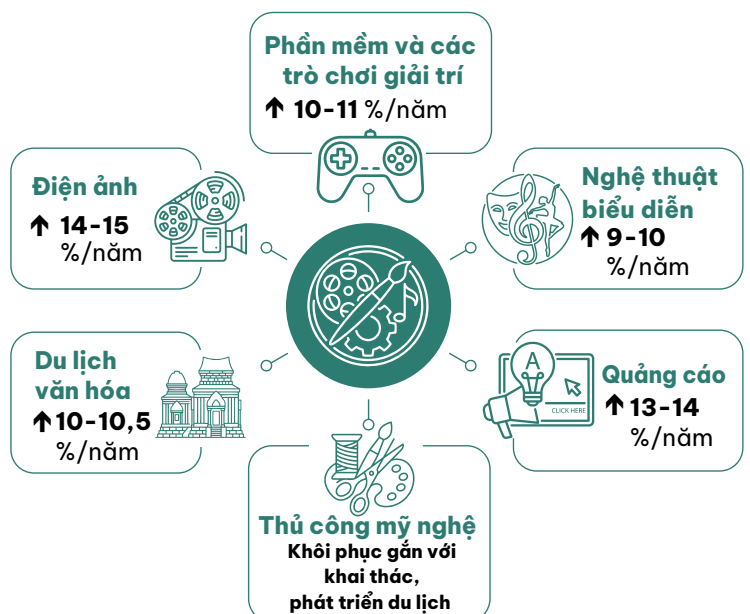 Phần mềm và các
trò chơi giải trí
↑ 10-11 %/năm
Điện ảnh
↑ 14-15
%/năm
Nghệ thuật
biểu diễn
↑ 9-10
%/năm
Du lịch
văn hóa
↑ 10-10,5
%/năm
A
CLICK HERE
Quảng cáo
↑ 13-14
%/năm
Thủ công mỹ nghệ
Khôi phục gắn với
khai thác,
phát triển du lịch